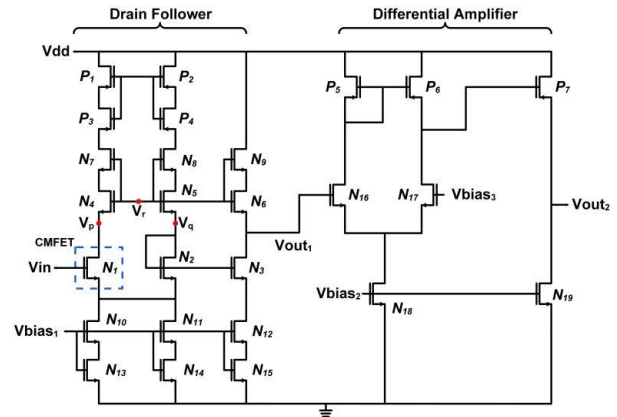 Drain Follower
Differential Amplifier
Vdd
P1
P2
P5
P6
P7
P3
P4
N7
N8
N9
N4
Vr
N5
N6
N16
N17
Vbias3
Vout2
Vp
Vq
CMFET
Vout1
Vin
N1
N2
N3
Vbias2
N18
N19
Vbias1
N10
N11
N12
N13
N14
N15